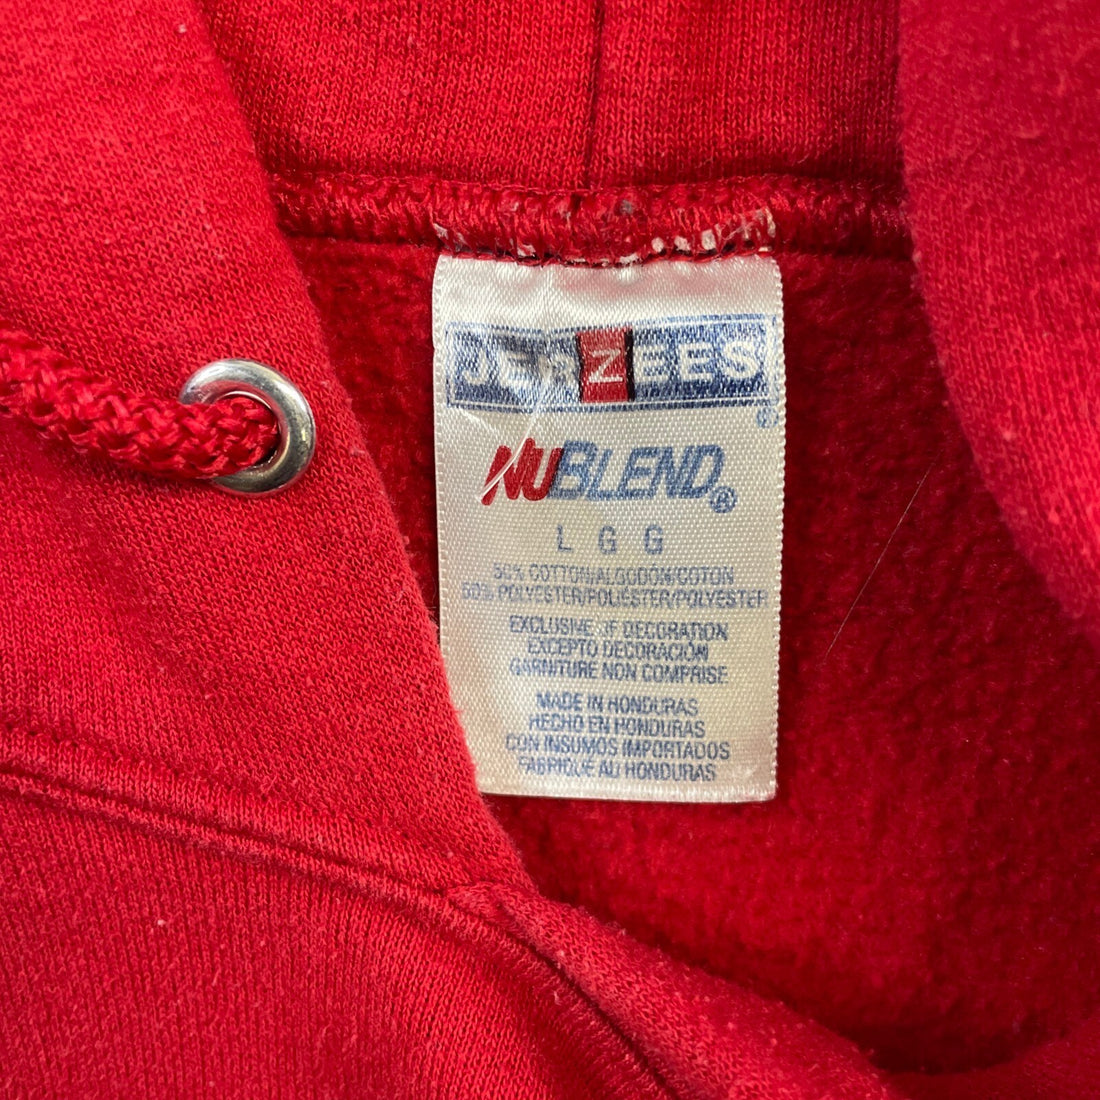 JERZEES®
NUBLEND®
L G G
50% COTTON/ALGODON/COTON
50% POLYESTER/POLIÉSTER/POLYESTER
EXCLUSIVE OF DECORATION
EXCEPTO DECORACIÓN
GARNITURE NON COMPRISE
MADE IN HONDURAS
HECHO EN HONDURAS
CON INSUMOS IMPORTADOS
FABRIQUE AU HONDURAS